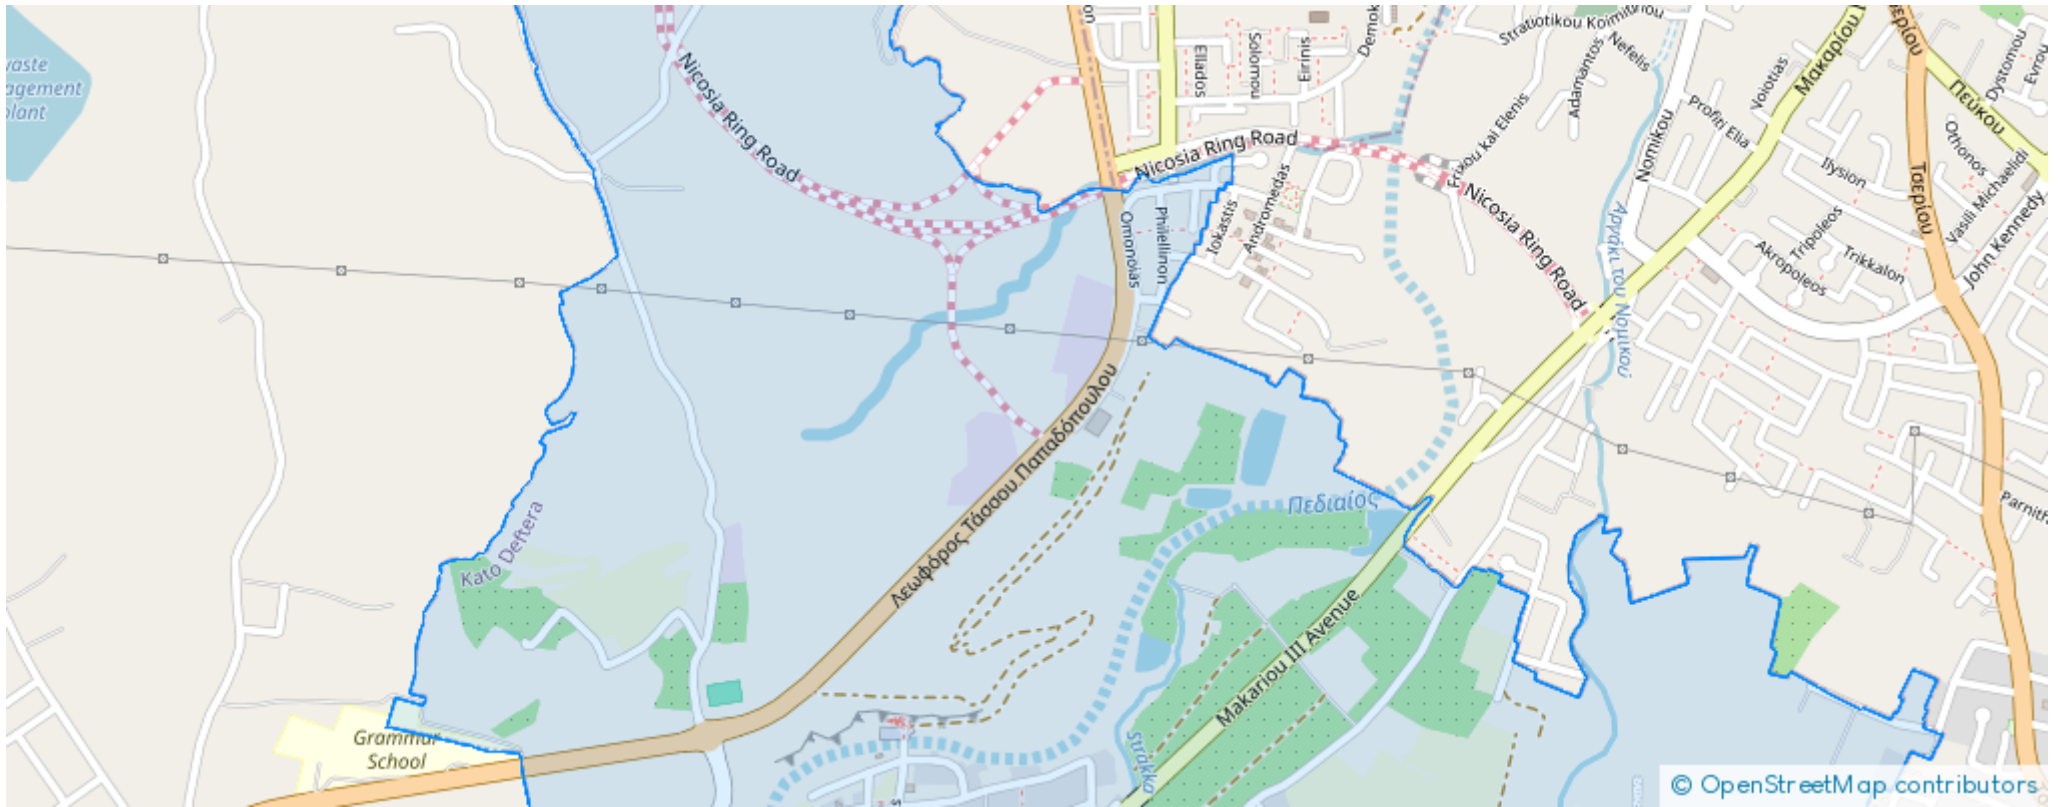 waste
agement
plant
Nicosia Ring Road
Ellados
Solomou
Eirinis
Stratiotikou Koimitiriou
Nefelis
Adamantos
Nomikou
Profiti Elia
Voiotias
Μακαρίου
Τσερίου
Πεύκου
Dystomou
Evrou
Othonos
Ilysion
Vasili Michaelidi
John Kennedy
Tripoleos
Trikkalon
Akropoleos
Nicosia Ring Road
Frixou kai Elenis
Nicosia Ring Road
Αργάκι του Νομικού
Iokastis
Andromedas
Philellinon
Omonoias
Λεωφόρος Τάσσου Παπαδόπουλου
Πεδιαίος
Kato Deftera
Makariou III Avenue
Strakka
Grammar
School
© OpenStreetMap contributors